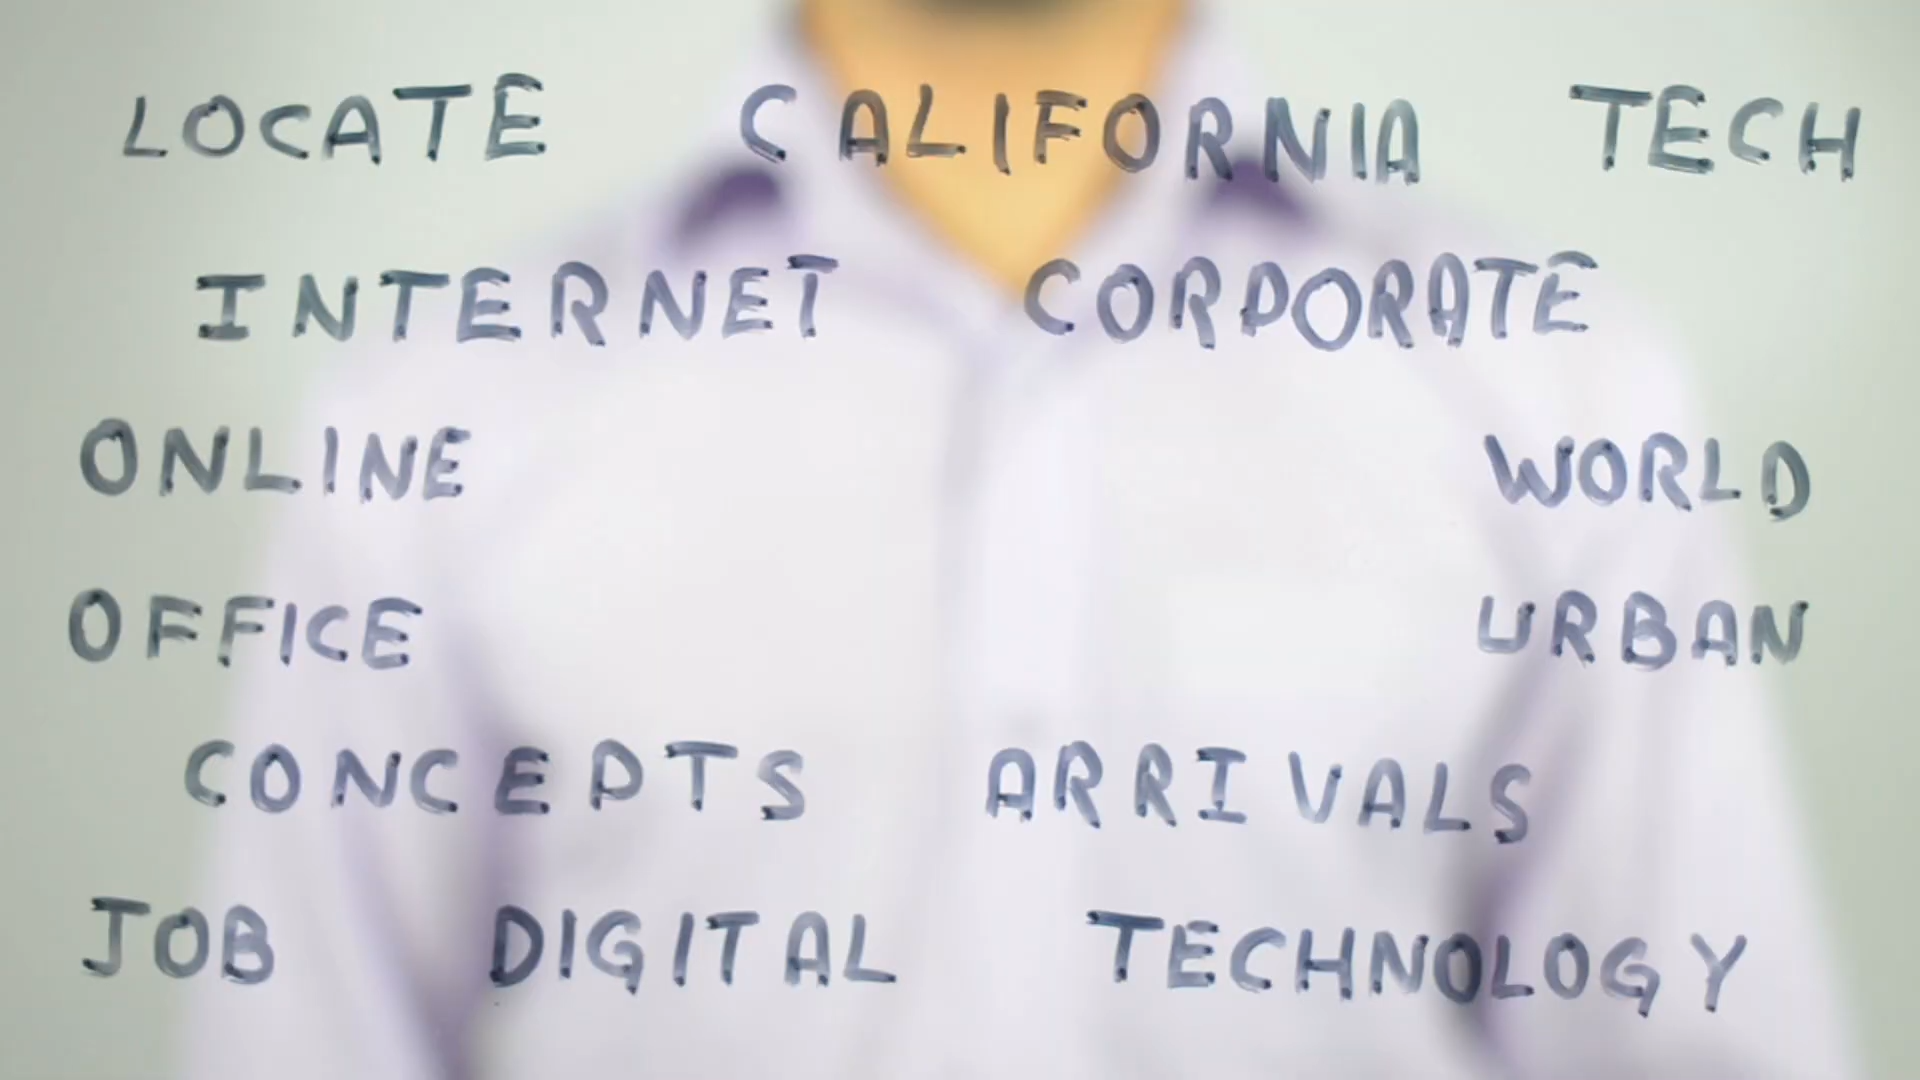 LOCATE CALIFORNIA TECH
INTERNET CORPORATE
ONLINE WORLD
OFFICE URBAN
CONCEPTS ARRIVALS
JOB DIGITAL TECHNOLOGY